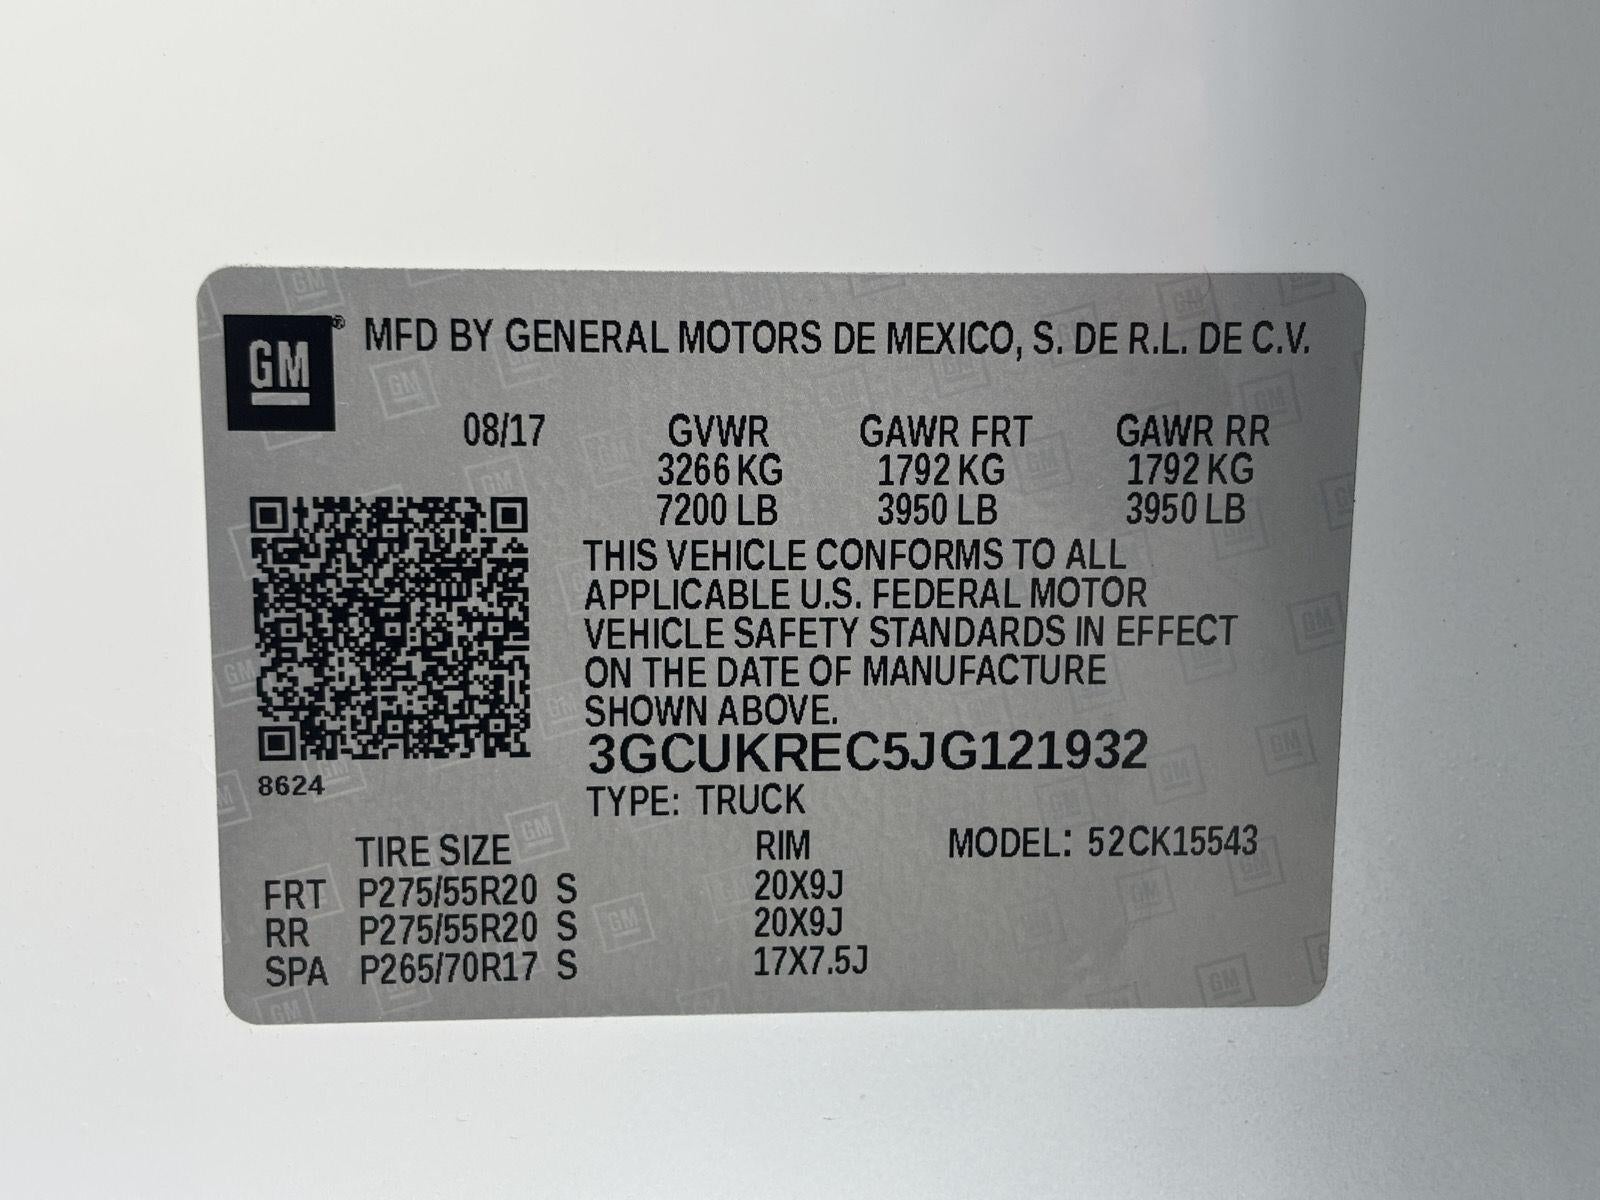 GM® MFD BY GENERAL MOTORS DE MEXICO, S. DE R.L. DE C.V.
08/17 GVWR GAWR FRT GAWR RR
3266 KG 1792 KG 1792 KG
7200 LB 3950 LB 3950 LB
THIS VEHICLE CONFORMS TO ALL
APPLICABLE U.S. FEDERAL MOTOR
VEHICLE SAFETY STANDARDS IN EFFECT
ON THE DATE OF MANUFACTURE
SHOWN ABOVE.
3GCUKREC5JG121932
8624
TYPE: TRUCK
TIRE SIZE RIM MODEL: 52CK15543
FRT P275/55R20 S 20X9J
RR P275/55R20 S 20X9J
SPA P265/70R17 S 17X7.5J